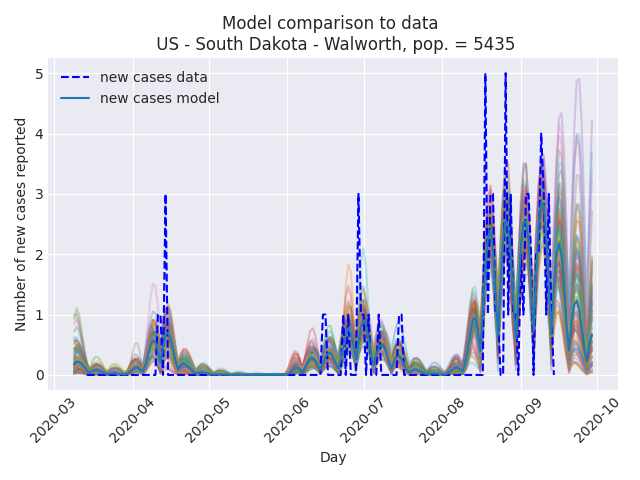 Model comparison to data
US - South Dakota - Walworth, pop. = 5435
new cases data
new cases model
Number of new cases reported
5
4
3
2
1
0
2020-03
2020-04
2020-05
2020-06
2020-07
2020-08
2020-09
2020-10
Day